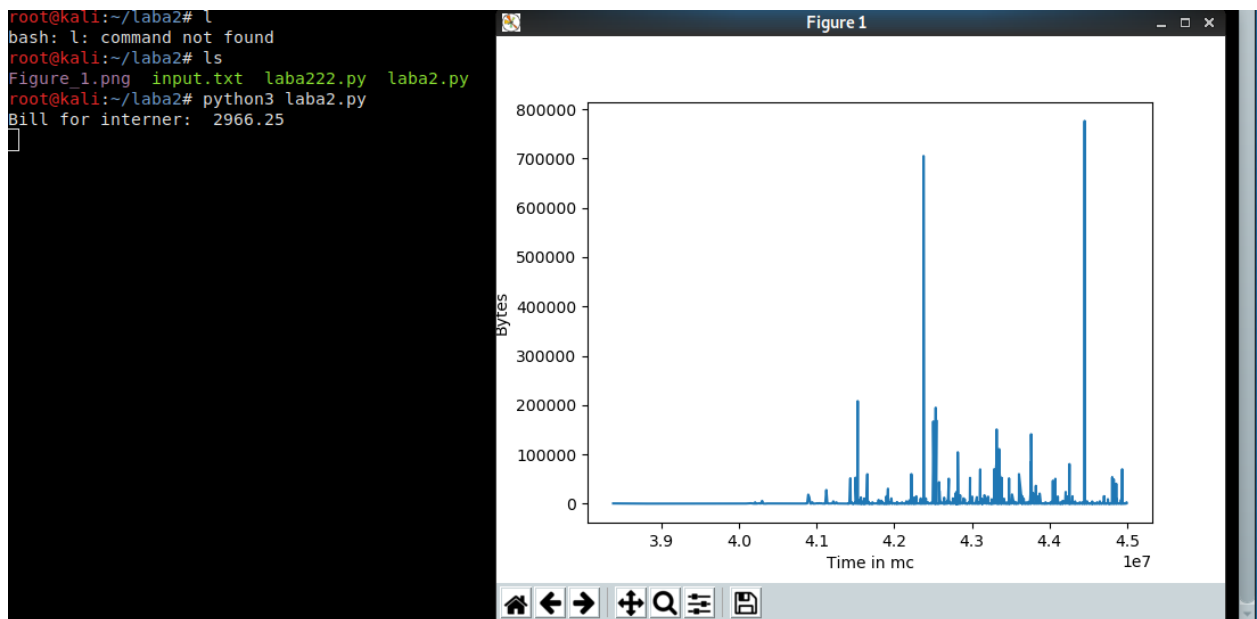 root@kali:~/laba2# l
bash: l: command not found
root@kali:~/laba2# ls
Figure_1.png input.txt laba222.py laba2.py
root@kali:~/laba2# python3 laba2.py
Bill for interner: 2966.25
Figure 1
800000
700000
600000
500000
400000
300000
200000
100000
0
Bytes
3.9 4.0 4.1 4.2 4.3 4.4 4.5
1e7
Time in mc